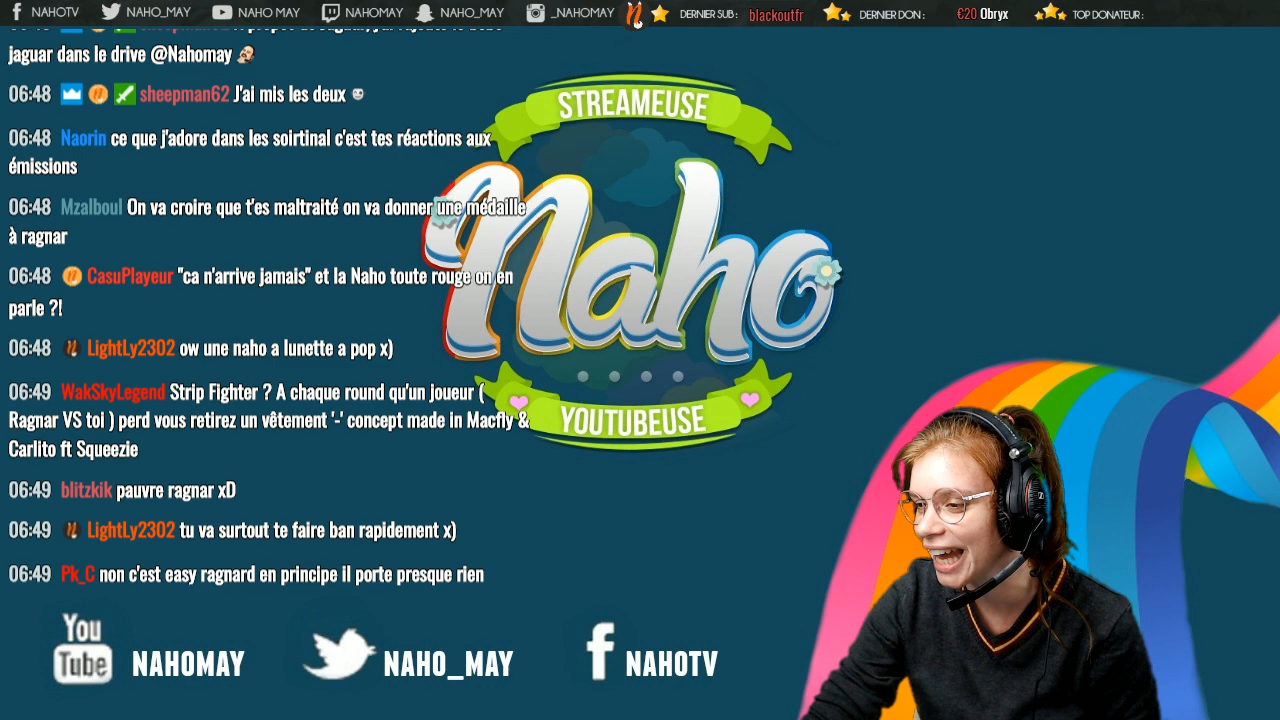 NAHOTV NAHO_MAY NAHO MAY NAHOMAY NAHO_MAY _NAHOMAY DERNIER SUB : blackoutfr DERNIER DON : €20 Obryx TOP DONATEUR :
jaguar dans le drive @Nahomay
06:48 sheepman62 J'ai mis les deux
06:48 Naorin ce que j'adore dans les soirtinal c'est tes réactions aux
émissions
06:48 Mzalboul On va croire que t'es maltraité on va donner une médaille
à ragnar
06:48 CasuPlayeur "ca n'arrive jamais" et la Naho toute rouge on en
parle ?!
06:48 LightLy2302 ow une naho a lunette a pop x)
06:49 WakSkyLegend Strip Fighter ? A chaque round qu'un joueur (
Ragnar VS toi ) perd vous retirez un vêtement '-' concept made in Macfly &
Carlito ft Squeezie
06:49 blitzkik pauvre ragnar xD
06:49 LightLy2302 tu va surtout te faire ban rapidement x)
06:49 Pk_C non c'est easy ragnard en principe il porte presque rien
STREAMEUSE
Naho
YOUTUBEUSE
You
Tube
NAHOMAY
NAHO_MAY
NAHOTV